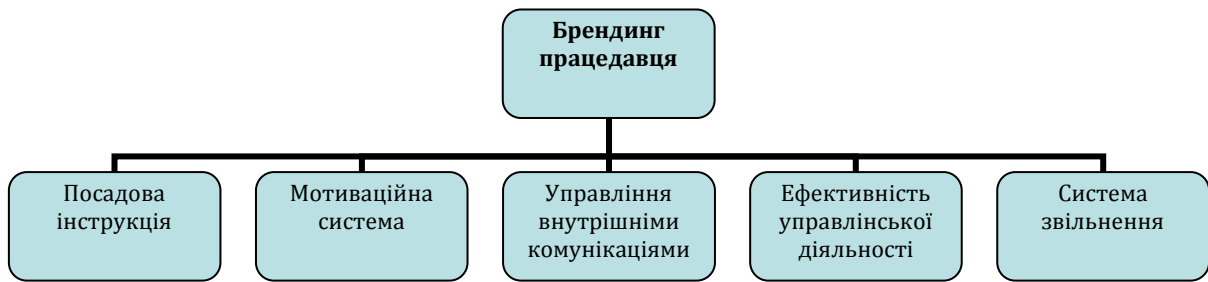 Брендинг
працедавця
Посадова
інструкція
Мотиваційна
система
Управління
внутрішніми
комунікаціями
Ефективність
управлінської
діяльності
Система
звільнення